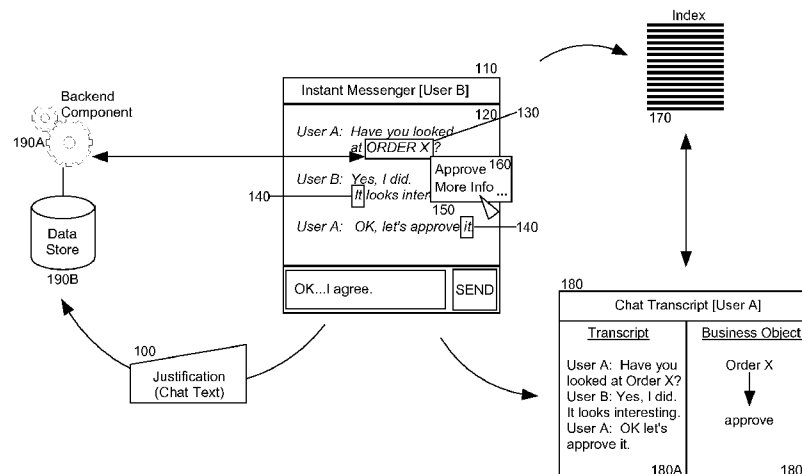 Index
110
Instant Messenger [User B]
170
Backend
Component
190A
120
130
User A: Have you looked
at ORDER X ?
160
Approve
More Info ...
User B: Yes, I did.
It looks inter
140
150
User A: OK, let's approve it.
140
Data
Store
190B
OK...I agree.
SEND
100
Justification
(Chat Text)
180
Chat Transcript [User A]
Transcript
User A: Have you
looked at Order X?
User B: Yes, I did.
It looks interesting.
User A: OK let's
approve it.
180A
Business Object
Order X
approve
180